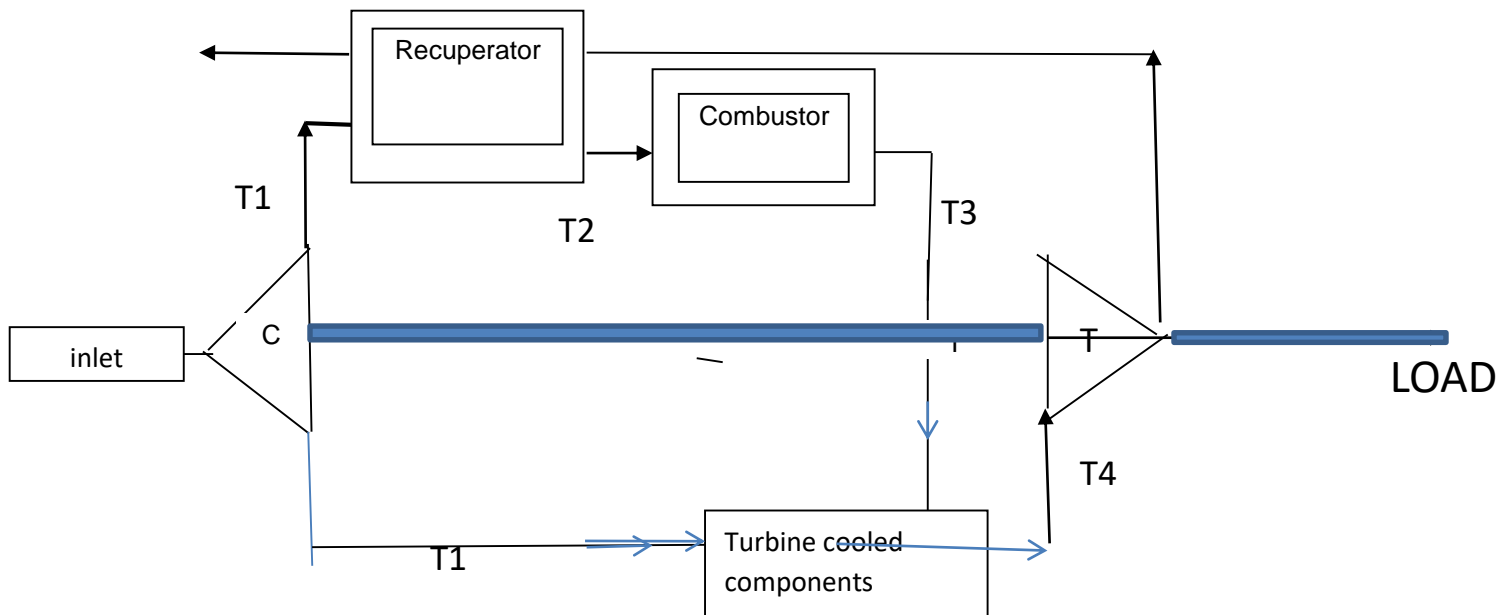 Recuperator
Combustor
T1
T2
T3
C
T
inlet
LOAD
T4
T1
Turbine cooled
components